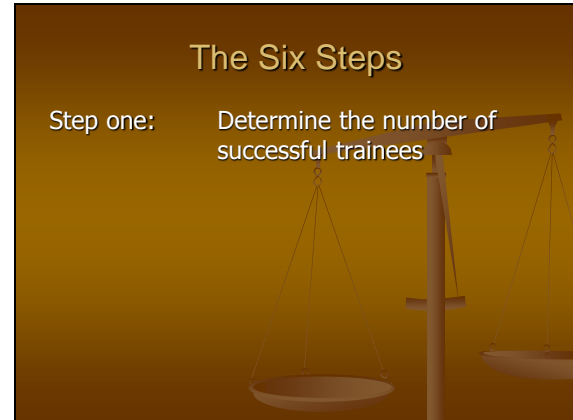 The Six Steps
Step one: Determine the number of
successful trainees